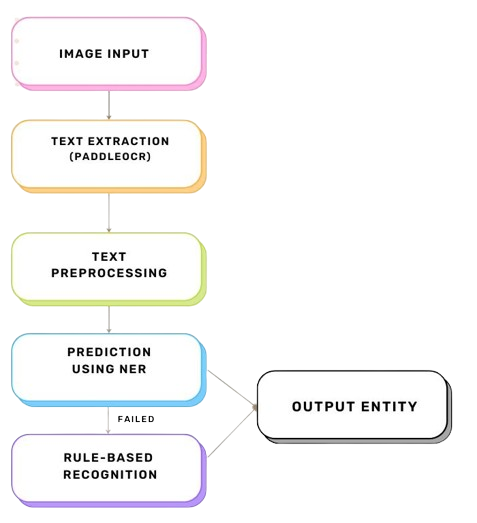 IMAGE INPUT
TEXT EXTRACTION
(PADDLEOCR)
TEXT
PREPROCESSING
PREDICTION
USING NER
FAILED
OUTPUT ENTITY
RULE-BASED
RECOGNITION